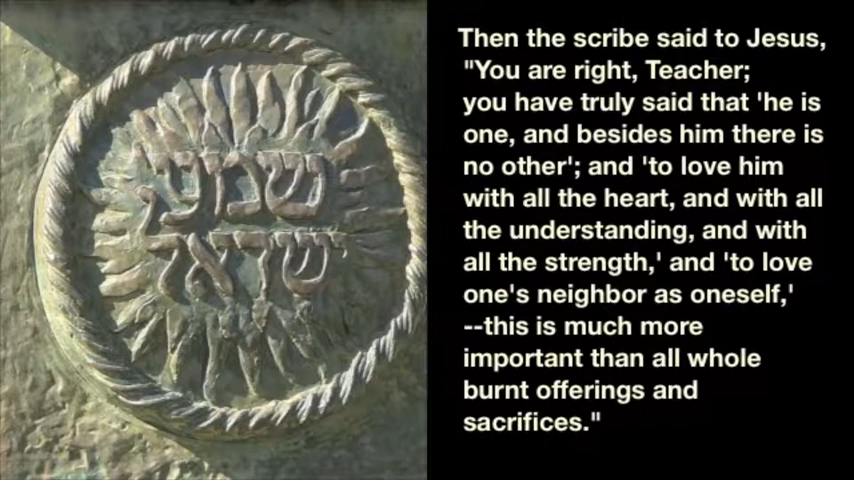 שמע
ישראל
Then the scribe said to Jesus,
"You are right, Teacher;
you have truly said that 'he is
one, and besides him there is
no other'; and 'to love him
with all the heart, and with all
the understanding, and with
all the strength,' and 'to love
one's neighbor as oneself,'
--this is much more
important than all whole
burnt offerings and
sacrifices."